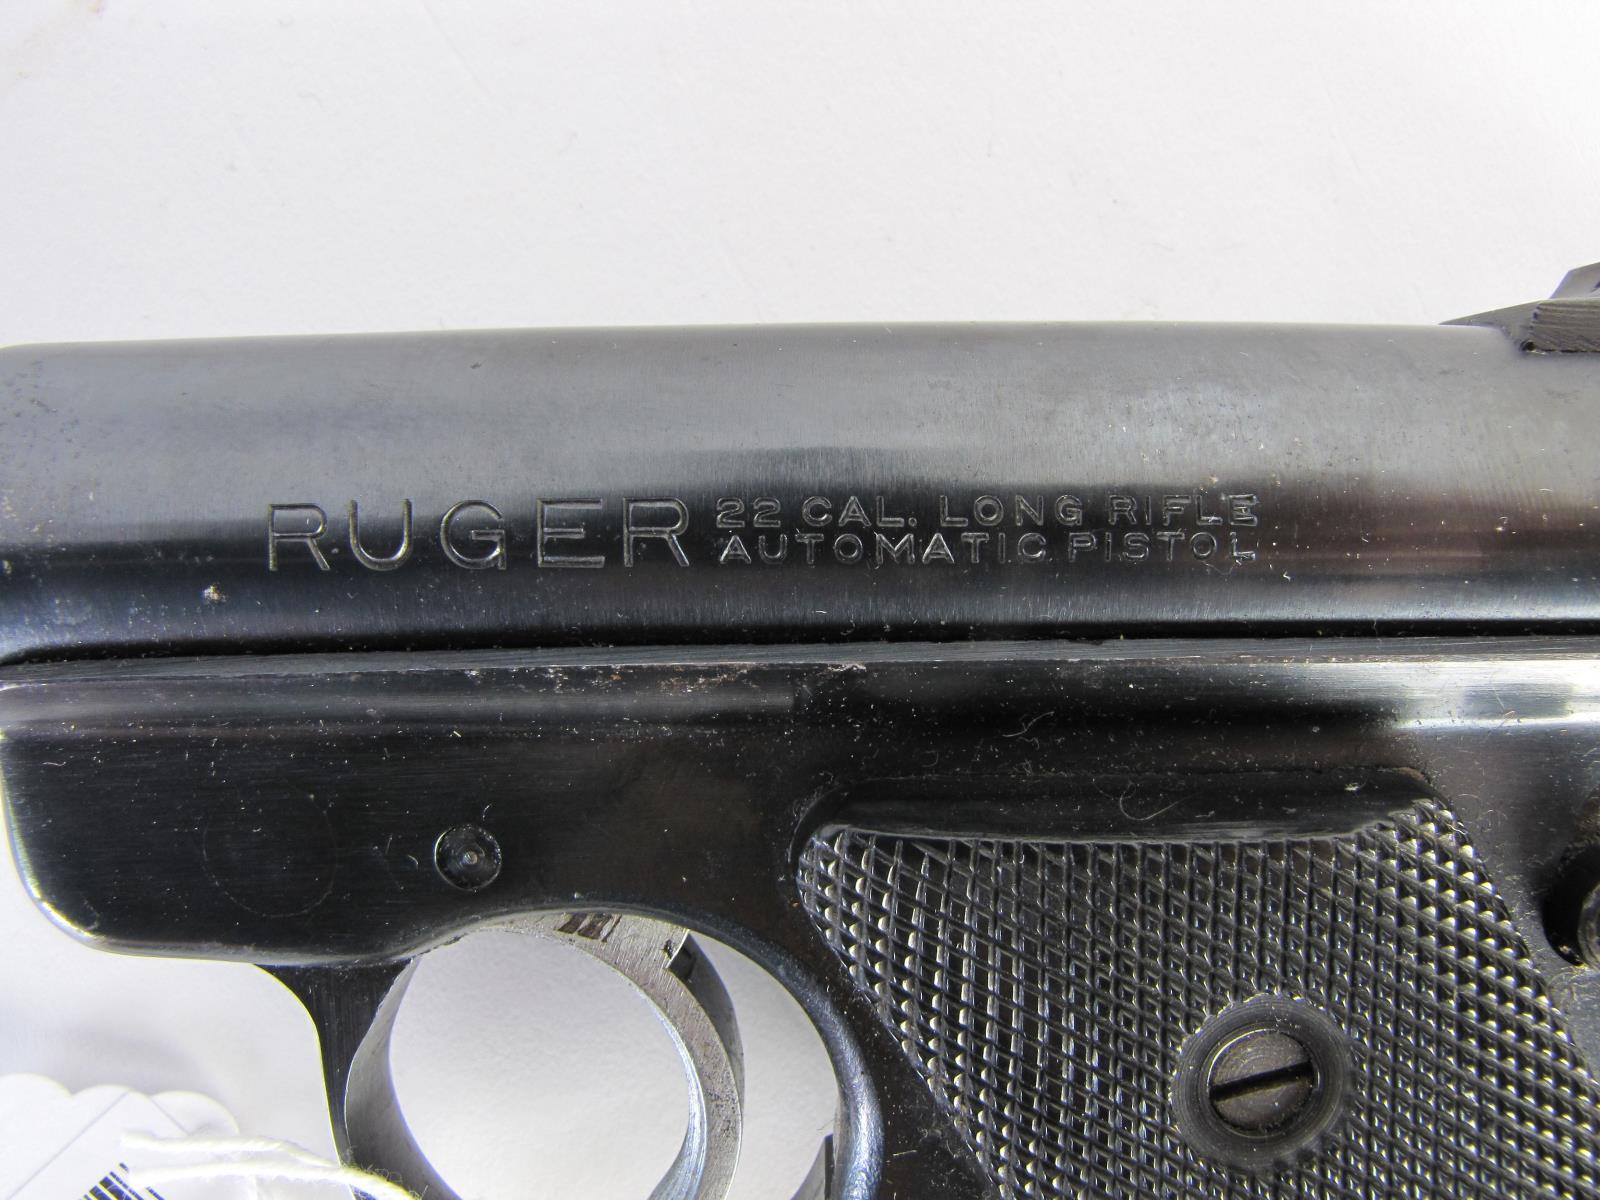 RUGER
22 CAL. LONG RIFLE
AUTOMATIC PISTOL